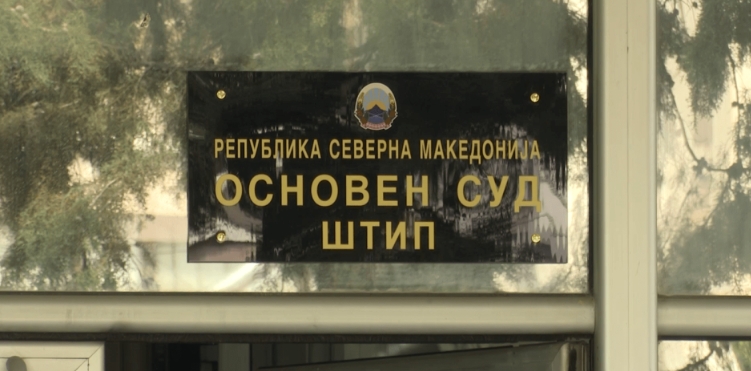 РЕПУБЛИКА СЕВЕРНА МАКЕДОНИЈА
ОСНОВЕН СУД
ШТИП